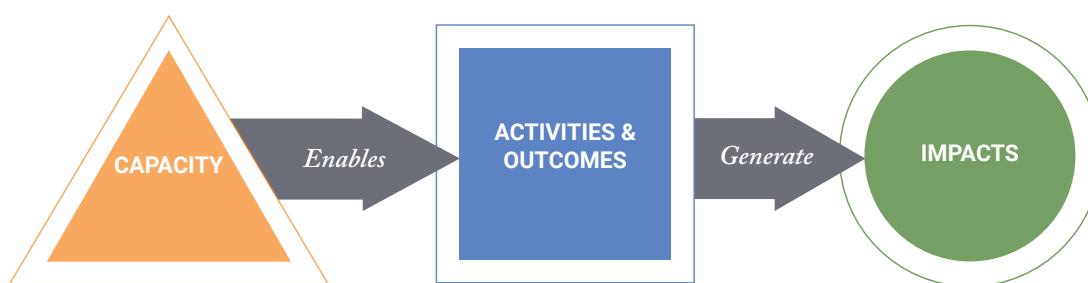 CAPACITY
Enables
ACTIVITIES &
OUTCOMES
Generate
IMPACTS